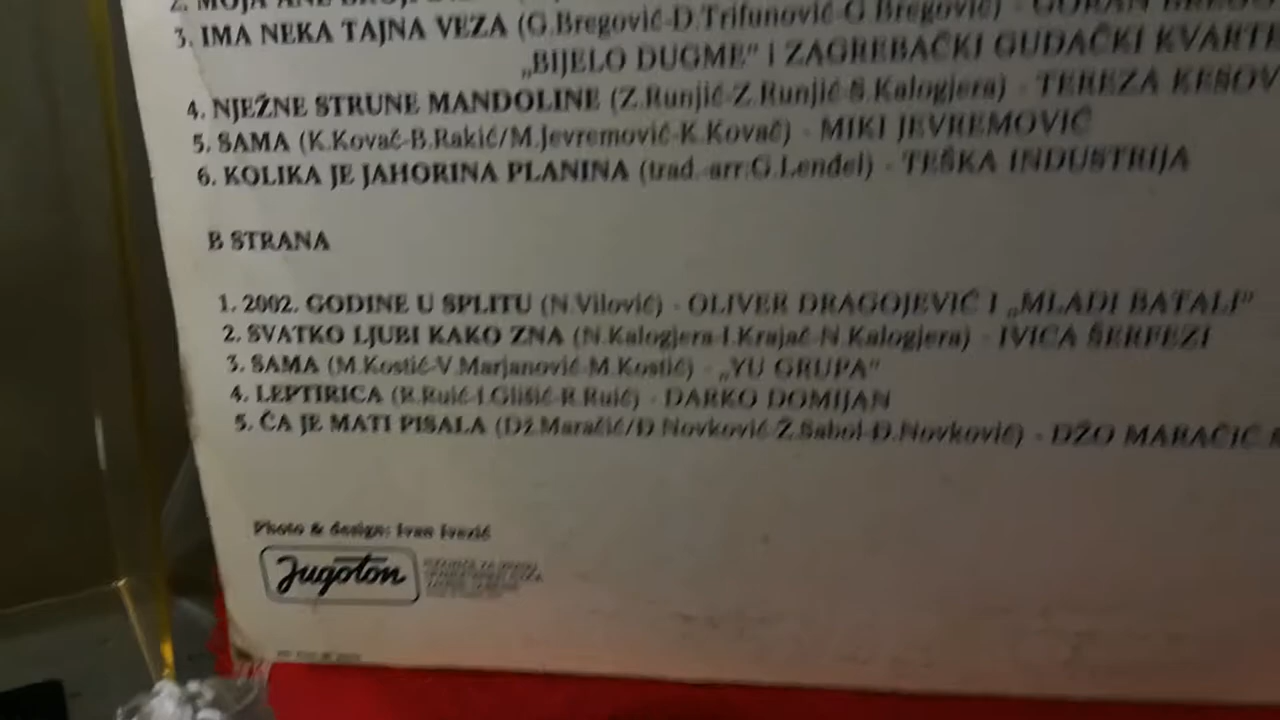 2. MOJA
3. IMA NEKA TAJNA VEZA (G.Bregović-D.Trifunović-G Bregović) - GORAN
„BIJELO DUGME" I ZAGREBAČKI GUDAČKI
4. NJEŽNE STRUNE MANDOLINE (Z.Runjić-Z.Runjić-S.Kalogjera) - TEREZA KESOV
5. SAMA (K.Kovač-B.Rakić/M.Jevremović-K.Kovač) - MIKI JEVREMOVIĆ
6. KOLIKA JE JAHORINA PLANINA (trad.-arr.G.Lendel) - TEŠKA INDUSTRIJA
B STRANA
1. 2002. GODINE U SPLITU (N.Vilović) - OLIVER DRAGOJEVIĆ I „MLADI BATALI"
2. SVATKO LJUBI KAKO ZNA (N.Kalogjera-I.Krajač-N.Kalogjera) - IVICA ŠERFEZI
3. SAMA (M.Kostić-V.Marjanović-M.Kostić) - „YU GRUPA"
4. LEPTIRICA (R.Ruić-I.Glišić-R.Ruić) - DARKO DOMIJAN
5. ČA JE MATI PISALA (Dž.Maračić/Đ.Novković-Ž.Sabol-Đ.Novković) - DŽO MARAČIĆ
Photo & design: Ivan Ivezić
Jugoton